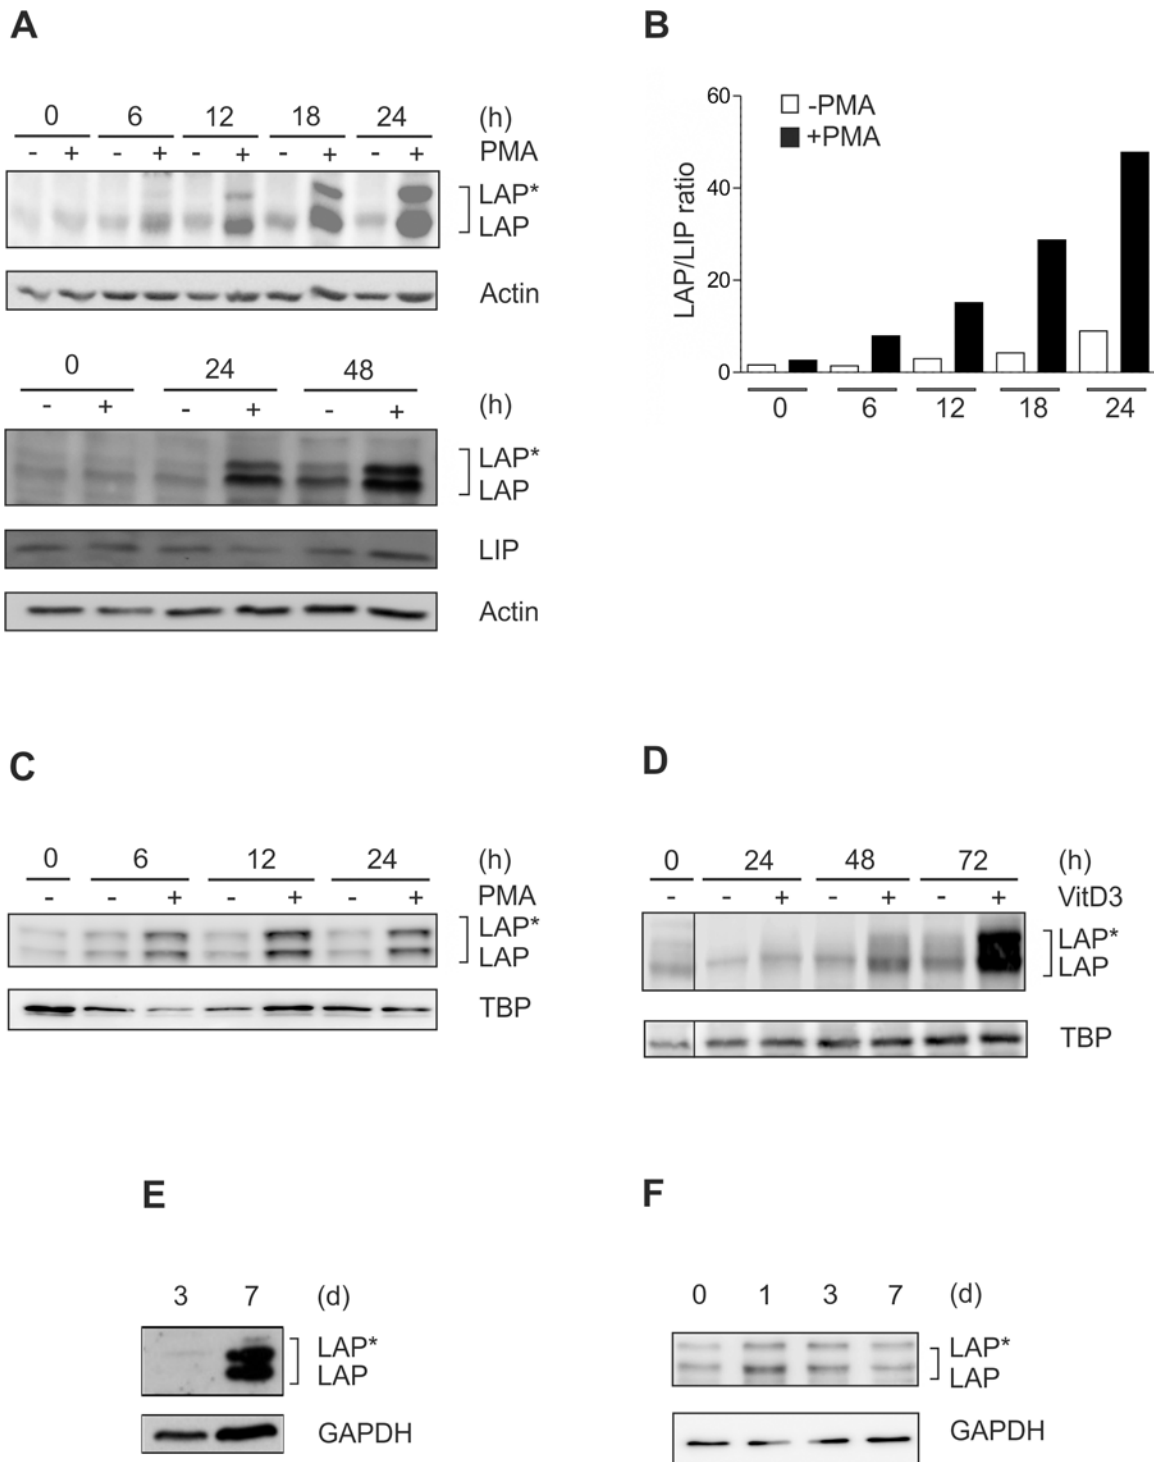 A
0 6 12 18 24 (h)
- + - + - + - + - + PMA
LAP*
LAP
Actin
0 24 48
- + - + - + (h)
LAP*
LAP
LIP
Actin
B
60
40
20
0
LAP/LIP ratio
-PMA
+PMA
0 6 12 18 24
C
0 6 12 24 (h)
- - + - + - + PMA
LAP*
LAP
TBP
D
0 24 48 72 (h)
- - + - + - + VitD3
LAP*
LAP
TBP
E
3 7 (d)
LAP*
LAP
GAPDH
F
0 1 3 7 (d)
LAP*
LAP
GAPDH